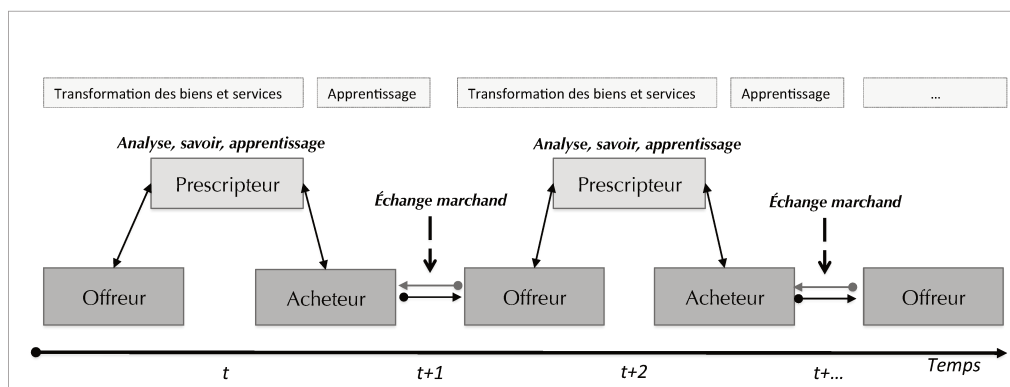 Transformation des biens et services
Apprentissage
Transformation des biens et services
Apprentissage
...
Analyse, savoir, apprentissage
Analyse, savoir, apprentissage
Prescripteur
Prescripteur
Échange marchand
Échange marchand
Offreur
Acheteur
Offreur
Acheteur
Offreur
t
t+1
t+2
t+...
Temps